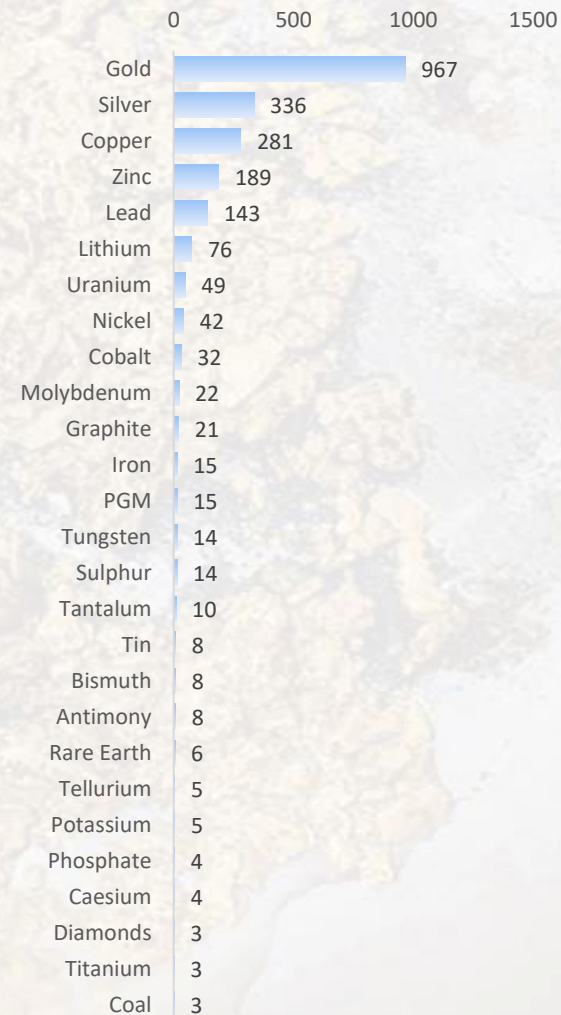 0 500 1000 1500
Gold 967
Silver 336
Copper 281
Zinc 189
Lead 143
Lithium 76
Uranium 49
Nickel 42
Cobalt 32
Molybdenum 22
Graphite 21
Iron 15
PGM 15
Tungsten 14
Sulphur 14
Tantalum 10
Tin 8
Bismuth 8
Antimony 8
Rare Earth 6
Tellurium 5
Potassium 5
Phosphate 4
Caesium 4
Diamonds 3
Titanium 3
Coal 3